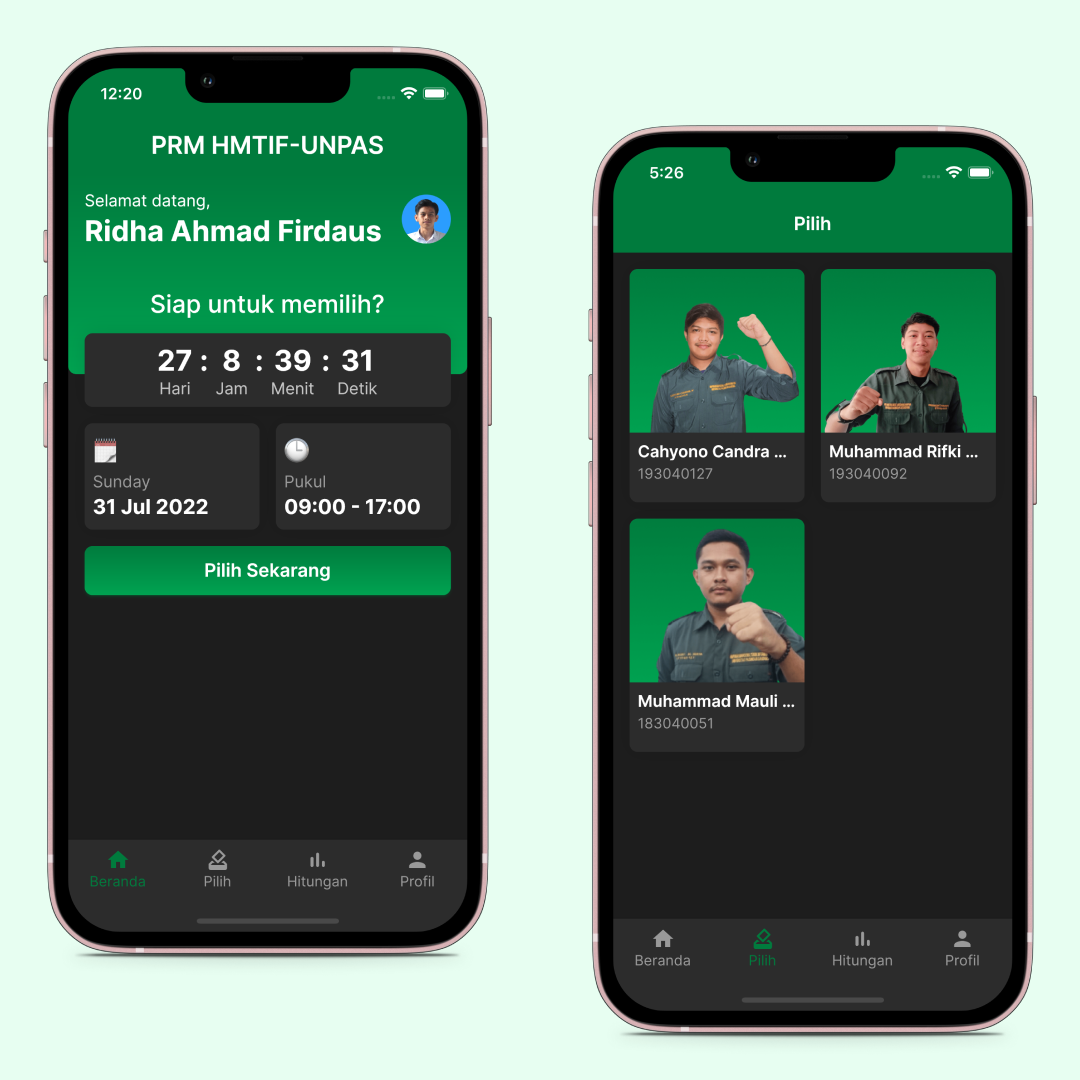 12:20
PRM HMTIF-UNPAS
Selamat datang,
Ridha Ahmad Firdaus
Siap untuk memilih?
27 : 8 : 39 : 31
Hari Jam Menit Detik
Sunday
31 Jul 2022
Pukul
09:00 - 17:00
Pilih Sekarang
Beranda Pilih Hitungan Profil
5:26
Pilih
Cahyono Candra ...
193040127
Muhammad Rifki ...
193040092
Muhammad Mauli ...
183040051
Beranda Pilih Hitungan Profil